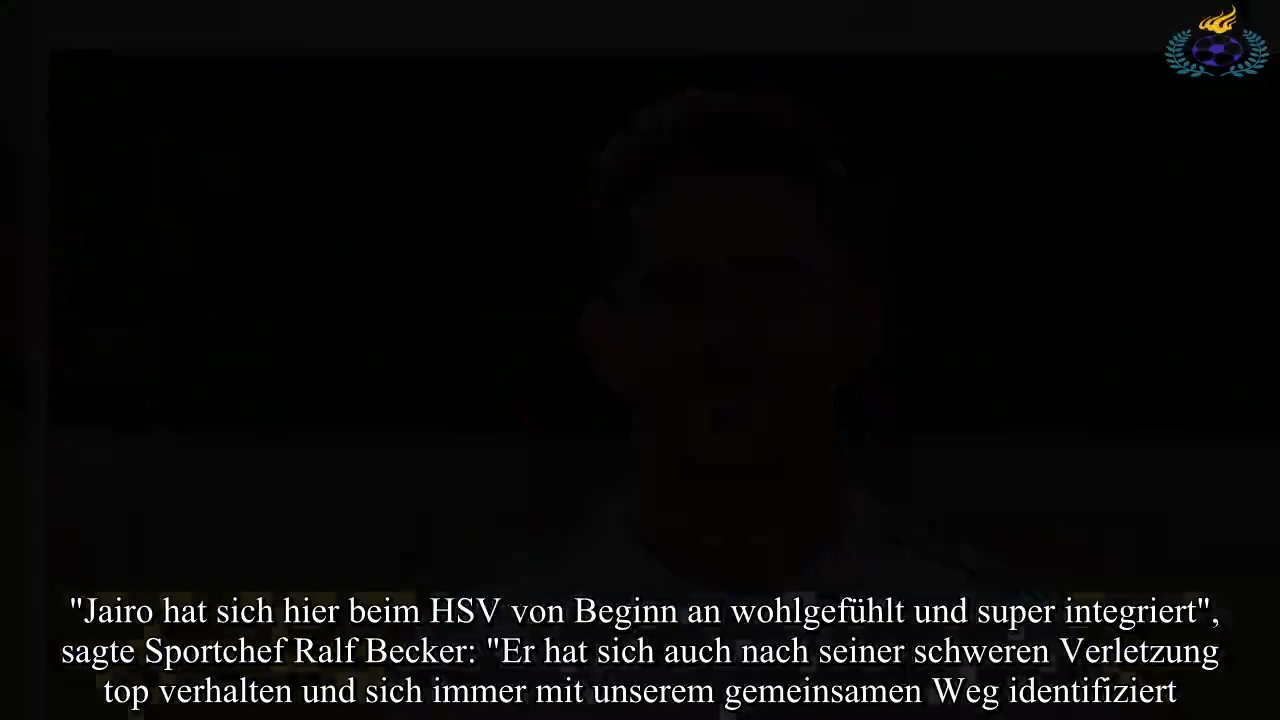 "Jairo hat sich hier beim HSV von Beginn an wohlgefühlt und super integriert",
sagte Sportchef Ralf Becker: "Er hat sich auch nach seiner schweren Verletzung
top verhalten und sich immer mit unserem gemeinsamen Weg identifiziert